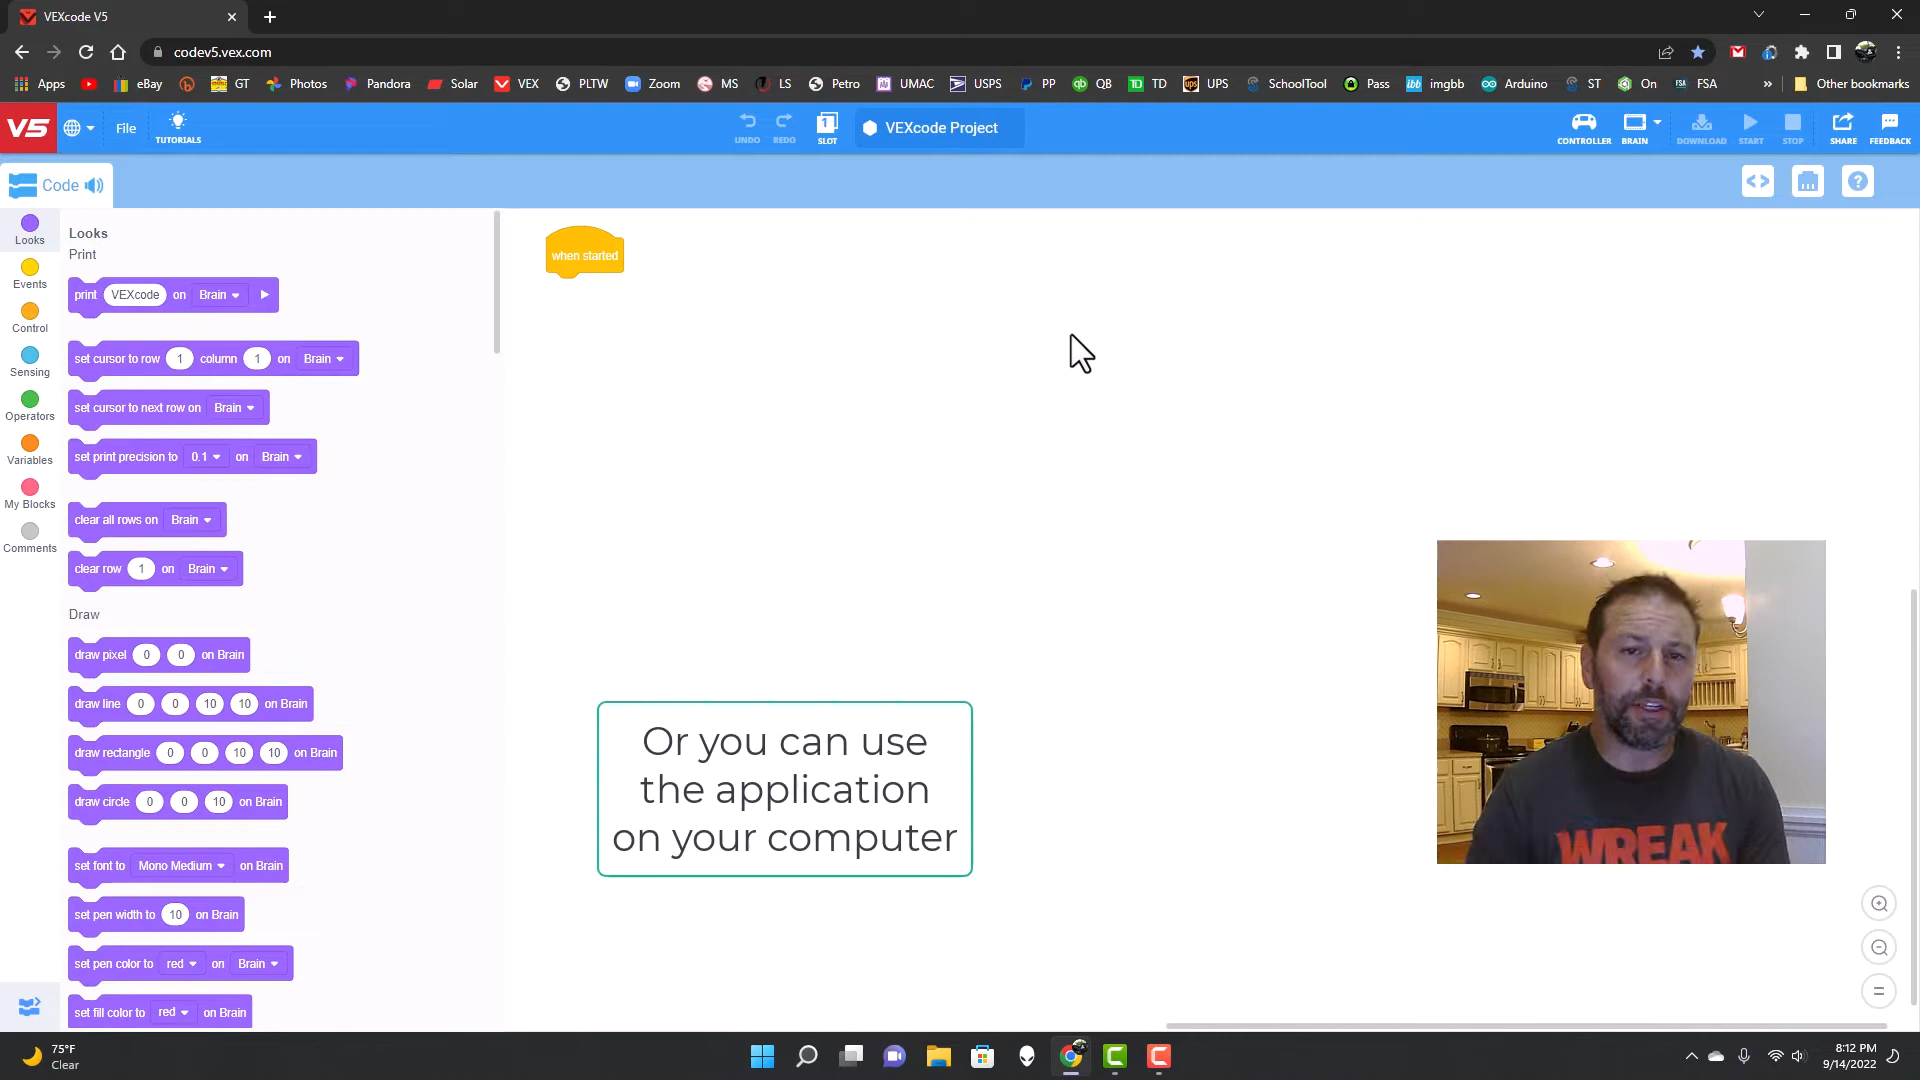 VEXcode V5
codev5.vex.com
Apps eBay GT Photos Pandora Solar VEX PLTW Zoom MS LS Petro UMAC USPS PP QB TD UPS SchoolTool Pass imgbb Arduino ST On FSA » Other bookmarks
V5 File TUTORIALS UNDO REDO 1 SLOT VEXcode Project CONTROLLER BRAIN DOWNLOAD START STOP SHARE FEEDBACK
Code
Looks
Events
Control
Sensing
Operators
Variables
My Blocks
Comments
Looks
Print
print VEXcode on Brain
set cursor to row 1 column 1 on Brain
set cursor to next row on Brain
set print precision to 0.1 on Brain
clear all rows on Brain
clear row 1 on Brain
Draw
draw pixel 0 0 on Brain
draw line 0 0 10 10 on Brain
draw rectangle 0 0 10 10 on Brain
draw circle 0 0 10 on Brain
set font to Mono Medium on Brain
set pen width to 10 on Brain
set pen color to red on Brain
set fill color to red on Brain
when started
Or you can use
the application
on your computer
WREAK
75°F
Clear
8:12 PM
9/14/2022